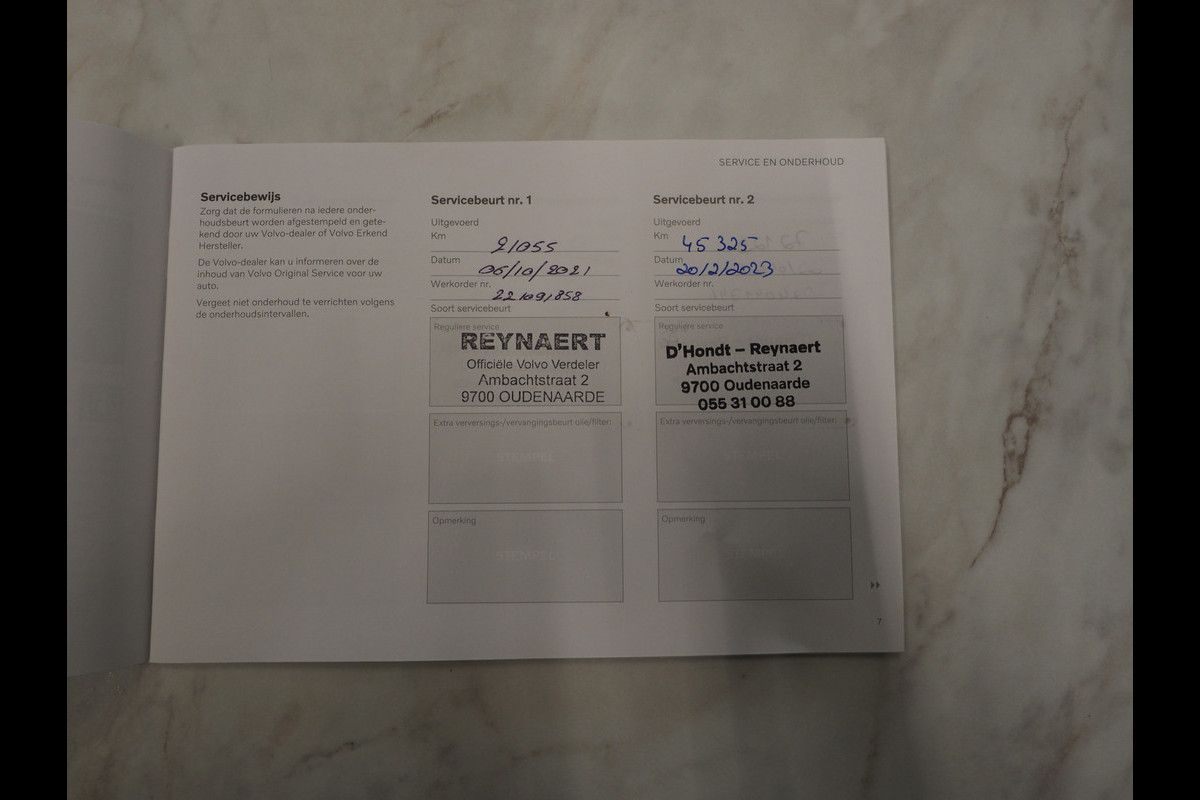 SERVICE EN ONDERHOUD
Servicebewijs
Zorg dat de formulieren na iedere onder-
houdsbeurt worden afgestempeld en gete-
kend door uw Volvo-dealer of Volvo Erkend
Hersteller.
De Volvo-dealer kan u informeren over de
inhoud van Volvo Original Service voor uw
auto.
Vergeet niet onderhoud te verrichten volgens
de onderhoudsintervallen.
Servicebeurt nr. 1
Uitgevoerd
Km 21055
Datum 06/10/2021
Werkorder nr.
Soort servicebeurt
Reguliere service
REYNAERT
Officiële Volvo Verdeler
Ambachtstraat 2
9700 OUDENAARDE
Extra verversings-/vervangingsbeurt olie/filter:
STEMPEL
Opmerking
STEMPEL
Servicebeurt nr. 2
Uitgevoerd
Km 45 325
Datum 20/2/2023
Werkorder nr.
Soort servicebeurt
Reguliere service
D'Hondt – Reynaert
Ambachtstraat 2
9700 Oudenaarde
055 31 00 88
Extra verversings-/vervangingsbeurt olie/filter:
STEMPEL
Opmerking
STEMPEL
7